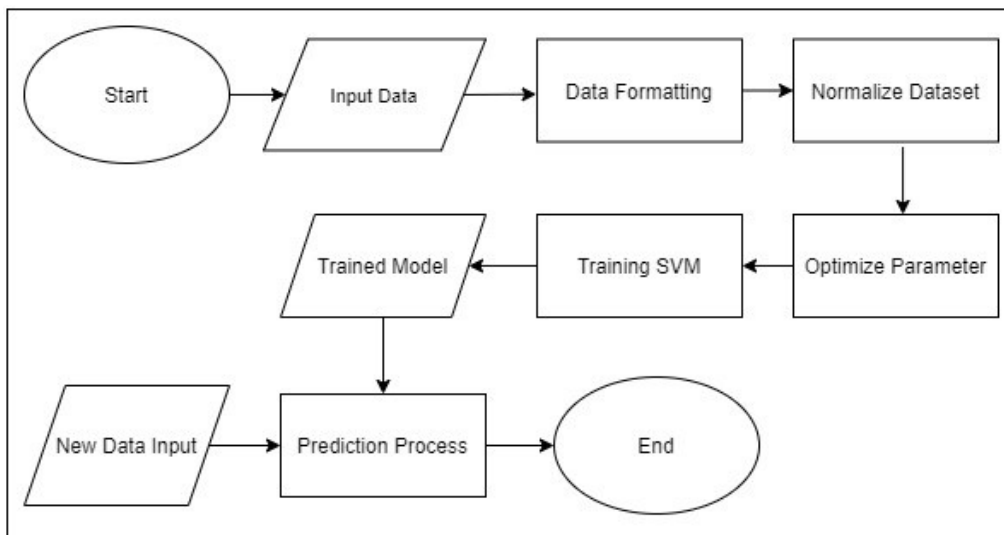 Start
Input Data
Data Formatting
Normalize Dataset
Trained Model
Training SVM
Optimize Parameter
New Data Input
Prediction Process
End